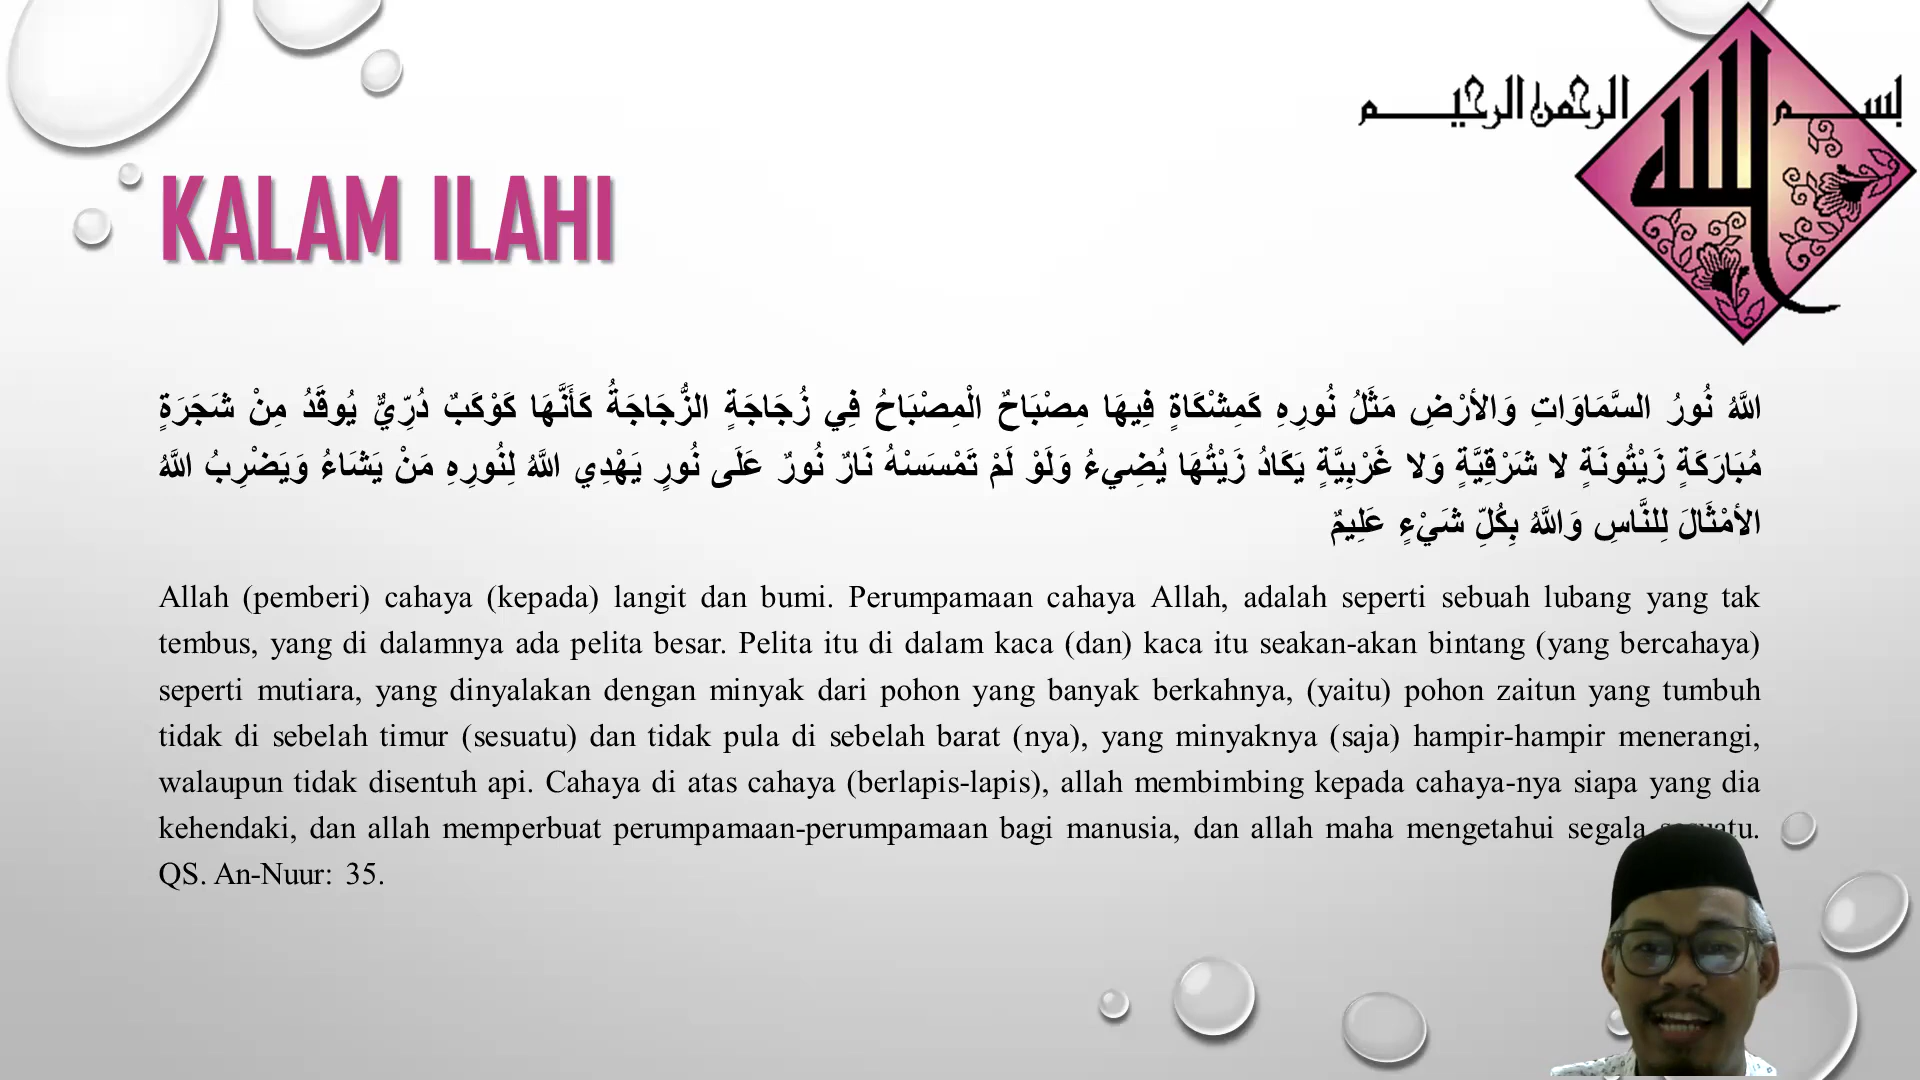 بسم الله الرحمن الرحيم
KALAM ILAHI
اللَّهُ نُورُ السَّمَاوَاتِ وَالأرْضِ مَثَلُ نُورِهِ كَمِشْكَاةٍ فِيهَا مِصْبَاحٌ الْمِصْبَاحُ فِي زُجَاجَةٍ الزُّجَاجَةُ كَأَنَّهَا كَوْكَبٌ دُرِّيٌّ يُوقَدُ مِنْ شَجَرَةٍ
مُبَارَكَةٍ زَيْتُونَةٍ لا شَرْقِيَّةٍ وَلا غَرْبِيَّةٍ يَكَادُ زَيْتُهَا يُضِيءُ وَلَوْ لَمْ تَمْسَسْهُ نَارٌ نُورٌ عَلَى نُورٍ يَهْدِي اللَّهُ لِنُورِهِ مَنْ يَشَاءُ وَيَضْرِبُ اللَّهُ
الأمْثَالَ لِلنَّاسِ وَاللَّهُ بِكُلِّ شَيْءٍ عَلِيمٌ
Allah (pemberi) cahaya (kepada) langit dan bumi. Perumpamaan cahaya Allah, adalah seperti sebuah lubang yang tak
tembus, yang di dalamnya ada pelita besar. Pelita itu di dalam kaca (dan) kaca itu seakan-akan bintang (yang bercahaya)
seperti mutiara, yang dinyalakan dengan minyak dari pohon yang banyak berkahnya, (yaitu) pohon zaitun yang tumbuh
tidak di sebelah timur (sesuatu) dan tidak pula di sebelah barat (nya), yang minyaknya (saja) hampir-hampir menerangi,
walaupun tidak disentuh api. Cahaya di atas cahaya (berlapis-lapis), allah membimbing kepada cahaya-nya siapa yang dia
kehendaki, dan allah memperbuat perumpamaan-perumpamaan bagi manusia, dan allah maha mengetahui segala
QS. An-Nuur: 35.